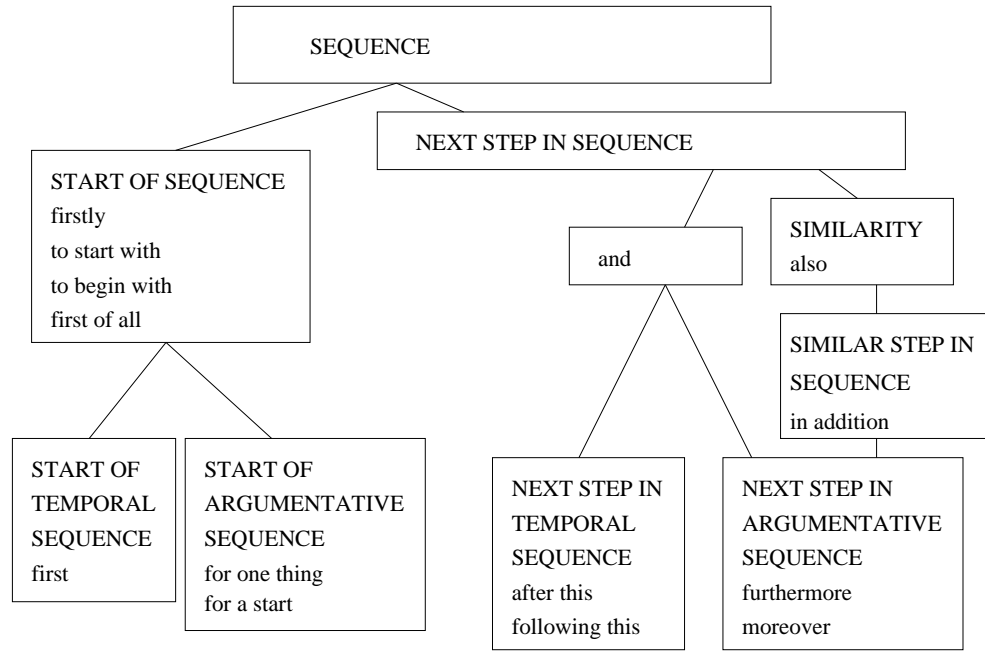 SEQUENCE
NEXT STEP IN SEQUENCE
START OF SEQUENCE
firstly
to start with
to begin with
first of all
and
SIMILARITY
also
SIMILAR STEP IN
SEQUENCE
in addition
START OF
TEMPORAL
SEQUENCE
first
START OF
ARGUMENTATIVE
SEQUENCE
for one thing
for a start
NEXT STEP IN
TEMPORAL
SEQUENCE
after this
following this
NEXT STEP IN
ARGUMENTATIVE
SEQUENCE
furthermore
moreover